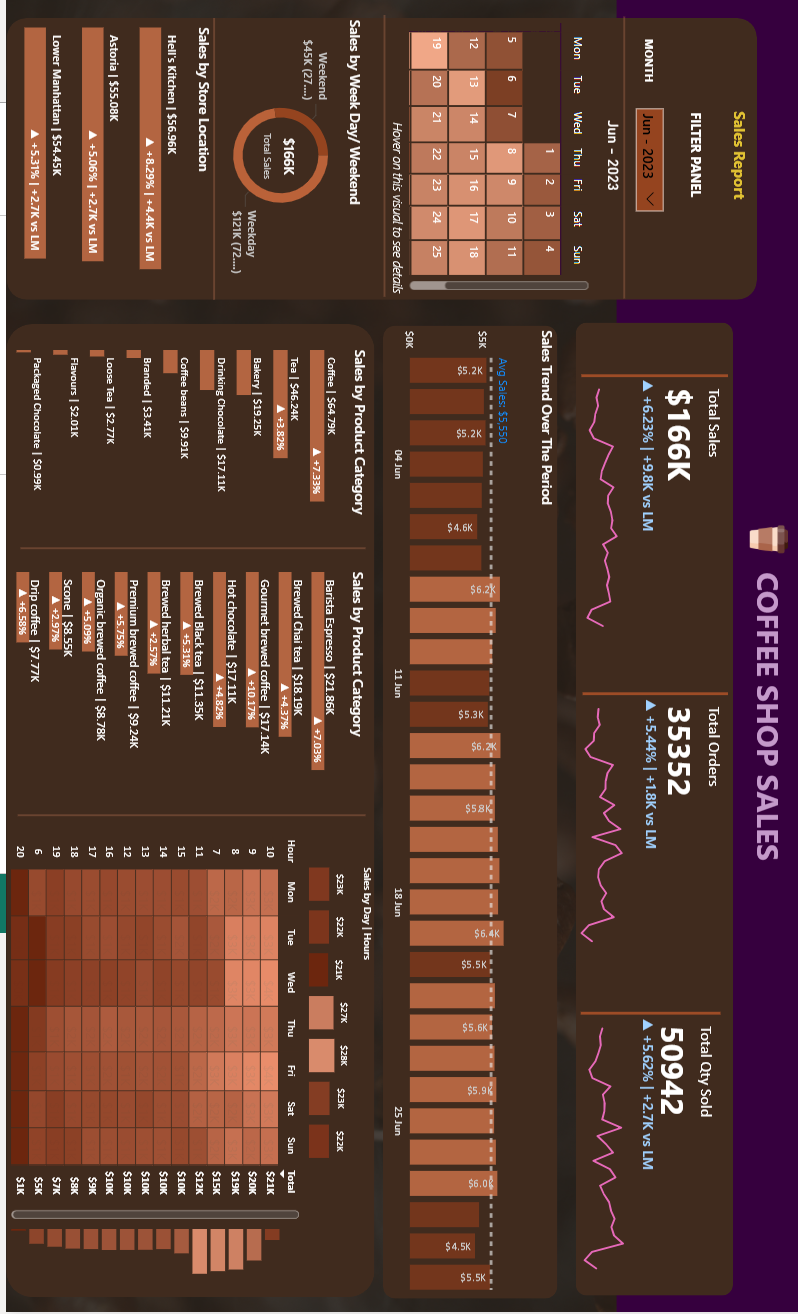 COFFEE SHOP SALES
Sales Report
FILTER PANEL
MONTH
Jun - 2023
Jun - 2023
Mon Tue Wed Thu Fri Sat Sun
1 2 3 4
5 6 7 8 9 10 11
12 13 14 15 16 17 18
19 20 21 22 23 24 25
Hover on this visual to see details
Sales by Week Day/ Weekend
Weekend
$45K (27....)
$166K
Total Sales
Weekday
$121K (72....)
Sales by Store Location
Hell's Kitchen | $56.96K
▲ +8.29% | +4.4K vs LM
Astoria | $55.08K
▲ +5.06% | +2.7K vs LM
Lower Manhattan | $54.45K
▲ +5.31% | +2.7K vs LM
Total Sales
$166K
▲ +6.23% | +9.8K vs LM
Total Orders
35352
▲ +5.44% | +1.8K vs LM
Total Qty Sold
50942
▲ +5.62% | +2.7K vs LM
Sales Trend Over The Period
Avg Sales: $5,550
$5K
$0K
$5.2K $5.2K $4.6K $6.2K $5.3K $6.2K $5.8K $6.4K $5.5K $5.6K $5.9K $6.0K $4.5K $5.5K
04 Jun 11 Jun 18 Jun 25 Jun
Sales by Product Category
Coffee | $64.79K
▲ +7.33%
Tea | $46.24K
▲ +3.82%
Bakery | $19.25K
Drinking Chocolate | $17.11K
Coffee beans | $9.91K
Branded | $3.41K
Loose Tea | $2.77K
Flavours | $2.01K
Packaged Chocolate | $0.99K
Sales by Product Category
Barista Espresso | $21.86K
▲ +7.03%
Brewed Chai tea | $18.19K
▲ +4.37%
Gourmet brewed coffee | $17.14K
▲ +10.17%
Hot chocolate | $17.11K
▲ +4.82%
Brewed Black tea | $11.35K
▲ +5.31%
Brewed herbal tea | $11.21K
▲ +2.57%
Premium brewed coffee | $9.24K
▲ +5.75%
Organic brewed coffee | $8.78K
▲ +5.09%
Scone | $8.55K
▲ +2.97%
Drip coffee | $7.77K
▲ +6.58%
Sales by Day | Hours
$23K $22K $21K $27K $28K $23K $22K
Hour Mon Tue Wed Thu Fri Sat Sun Total
10 $21K
9 $20K
8 $19K
7 $15K
11 $12K
15 $10K
14 $10K
13 $10K
12 $10K
16 $10K
17 $9K
18 $8K
19 $7K
6 $5K
20 $1K